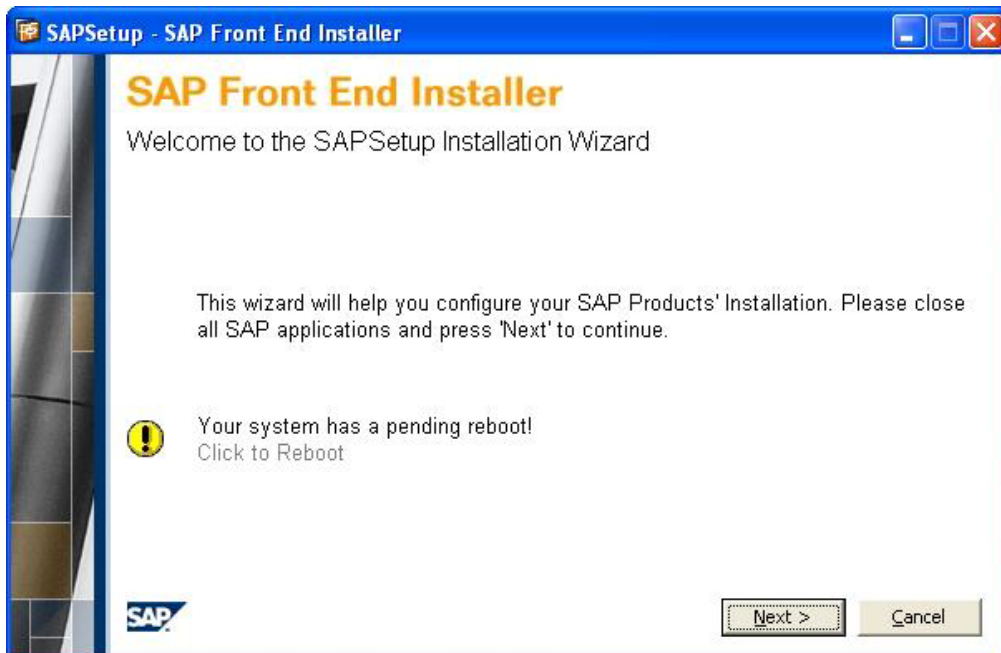 SAPSetup - SAP Front End Installer
SAP Front End Installer
Welcome to the SAPSetup Installation Wizard
This wizard will help you configure your SAP Products' Installation. Please close
all SAP applications and press 'Next' to continue.
Your system has a pending reboot!
Click to Reboot
SAP
Next >
Cancel